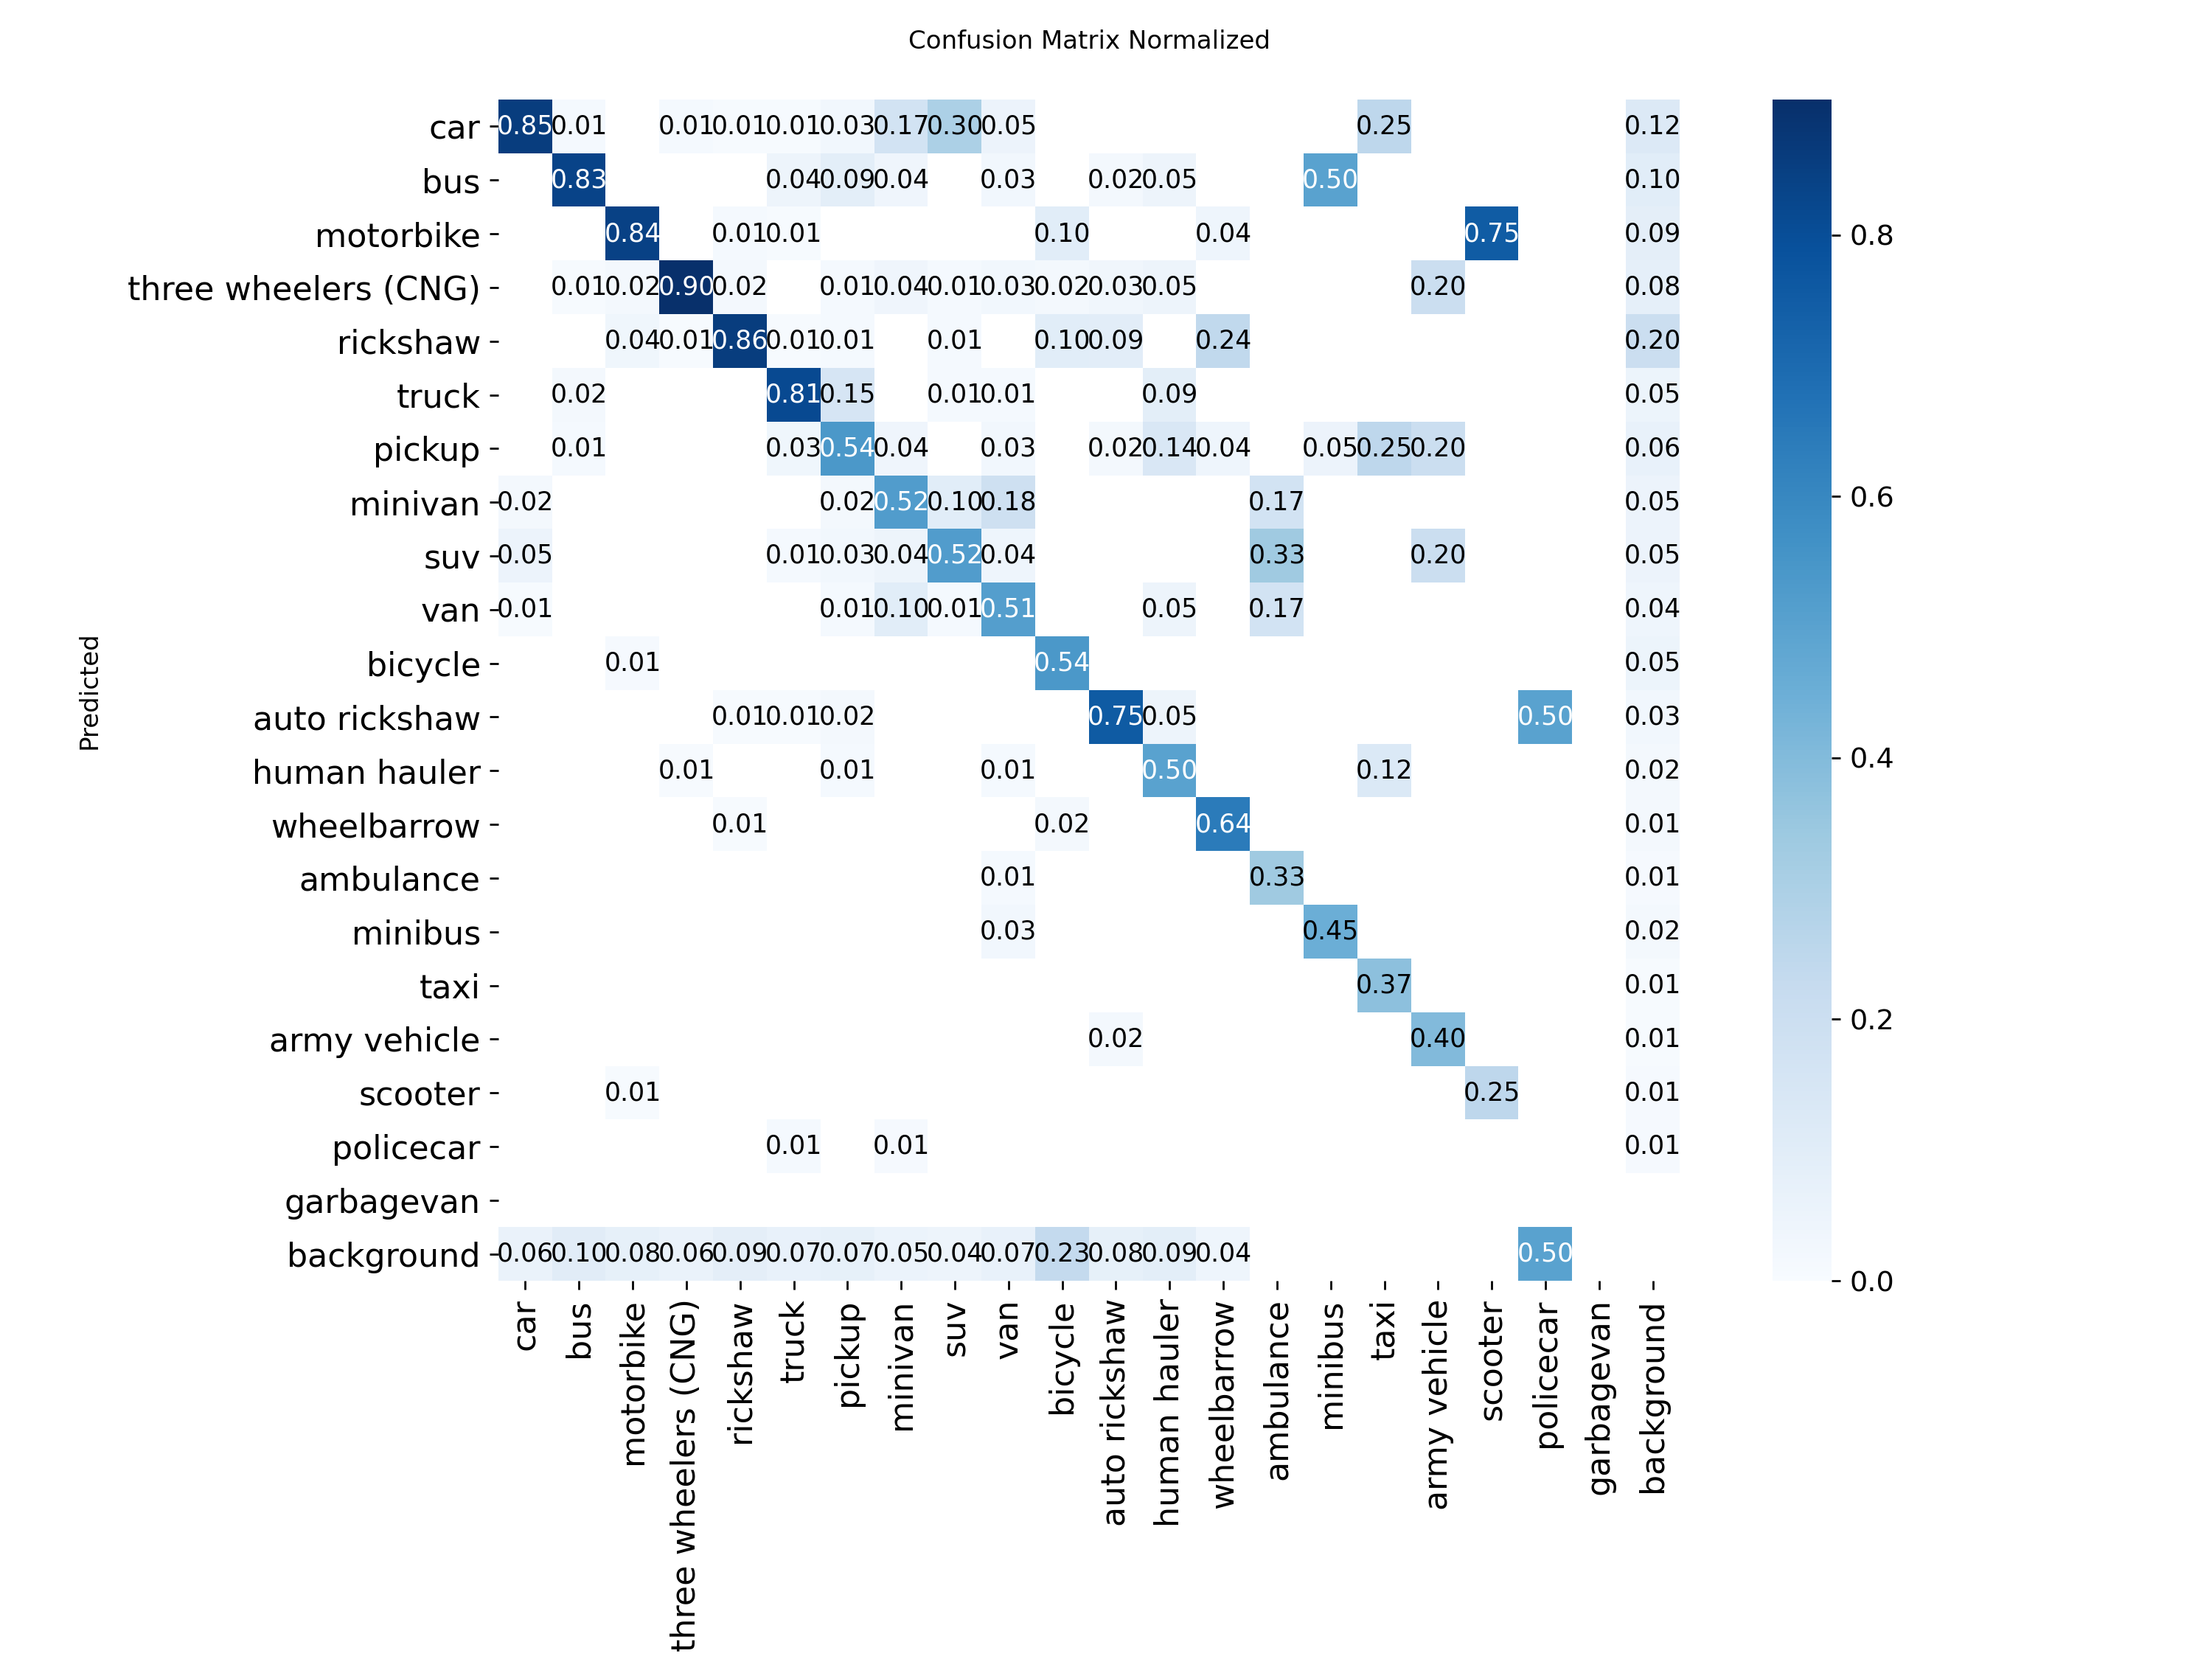 Confusion Matrix Normalized
car 0.85 0.01 0.01 0.01 0.01 0.03 0.17 0.30 0.05 0.25 0.12
bus 0.83 0.04 0.09 0.04 0.03 0.02 0.05 0.50 0.10
motorbike 0.84 0.01 0.01 0.10 0.04 0.75 0.09
three wheelers (CNG) 0.01 0.02 0.90 0.02 0.01 0.04 0.01 0.03 0.02 0.03 0.05 0.20 0.08
rickshaw 0.04 0.01 0.86 0.01 0.01 0.01 0.10 0.09 0.24 0.20
truck 0.02 0.81 0.15 0.01 0.01 0.09 0.05
pickup 0.01 0.03 0.54 0.04 0.03 0.02 0.14 0.04 0.05 0.25 0.20 0.06
minivan 0.02 0.02 0.52 0.10 0.18 0.17 0.05
suv 0.05 0.01 0.03 0.04 0.52 0.04 0.33 0.20 0.05
van 0.01 0.01 0.10 0.01 0.51 0.05 0.17 0.04
bicycle 0.01 0.54 0.05
auto rickshaw 0.01 0.01 0.02 0.75 0.05 0.50 0.03
human hauler 0.01 0.01 0.01 0.50 0.12 0.02
wheelbarrow 0.01 0.02 0.64 0.01
ambulance 0.01 0.33 0.01
minibus 0.03 0.45 0.02
taxi 0.37 0.01
army vehicle 0.02 0.40 0.01
scooter 0.01 0.25 0.01
policecar 0.01 0.01 0.01
garbagevan
background 0.06 0.10 0.08 0.06 0.09 0.07 0.07 0.05 0.04 0.07 0.23 0.08 0.09 0.04 0.50
Predicted
car
bus
motorbike
three wheelers (CNG)
rickshaw
truck
pickup
minivan
suv
van
bicycle
auto rickshaw
human hauler
wheelbarrow
ambulance
minibus
taxi
army vehicle
scooter
policecar
garbagevan
background
0.8
0.6
0.4
0.2
0.0